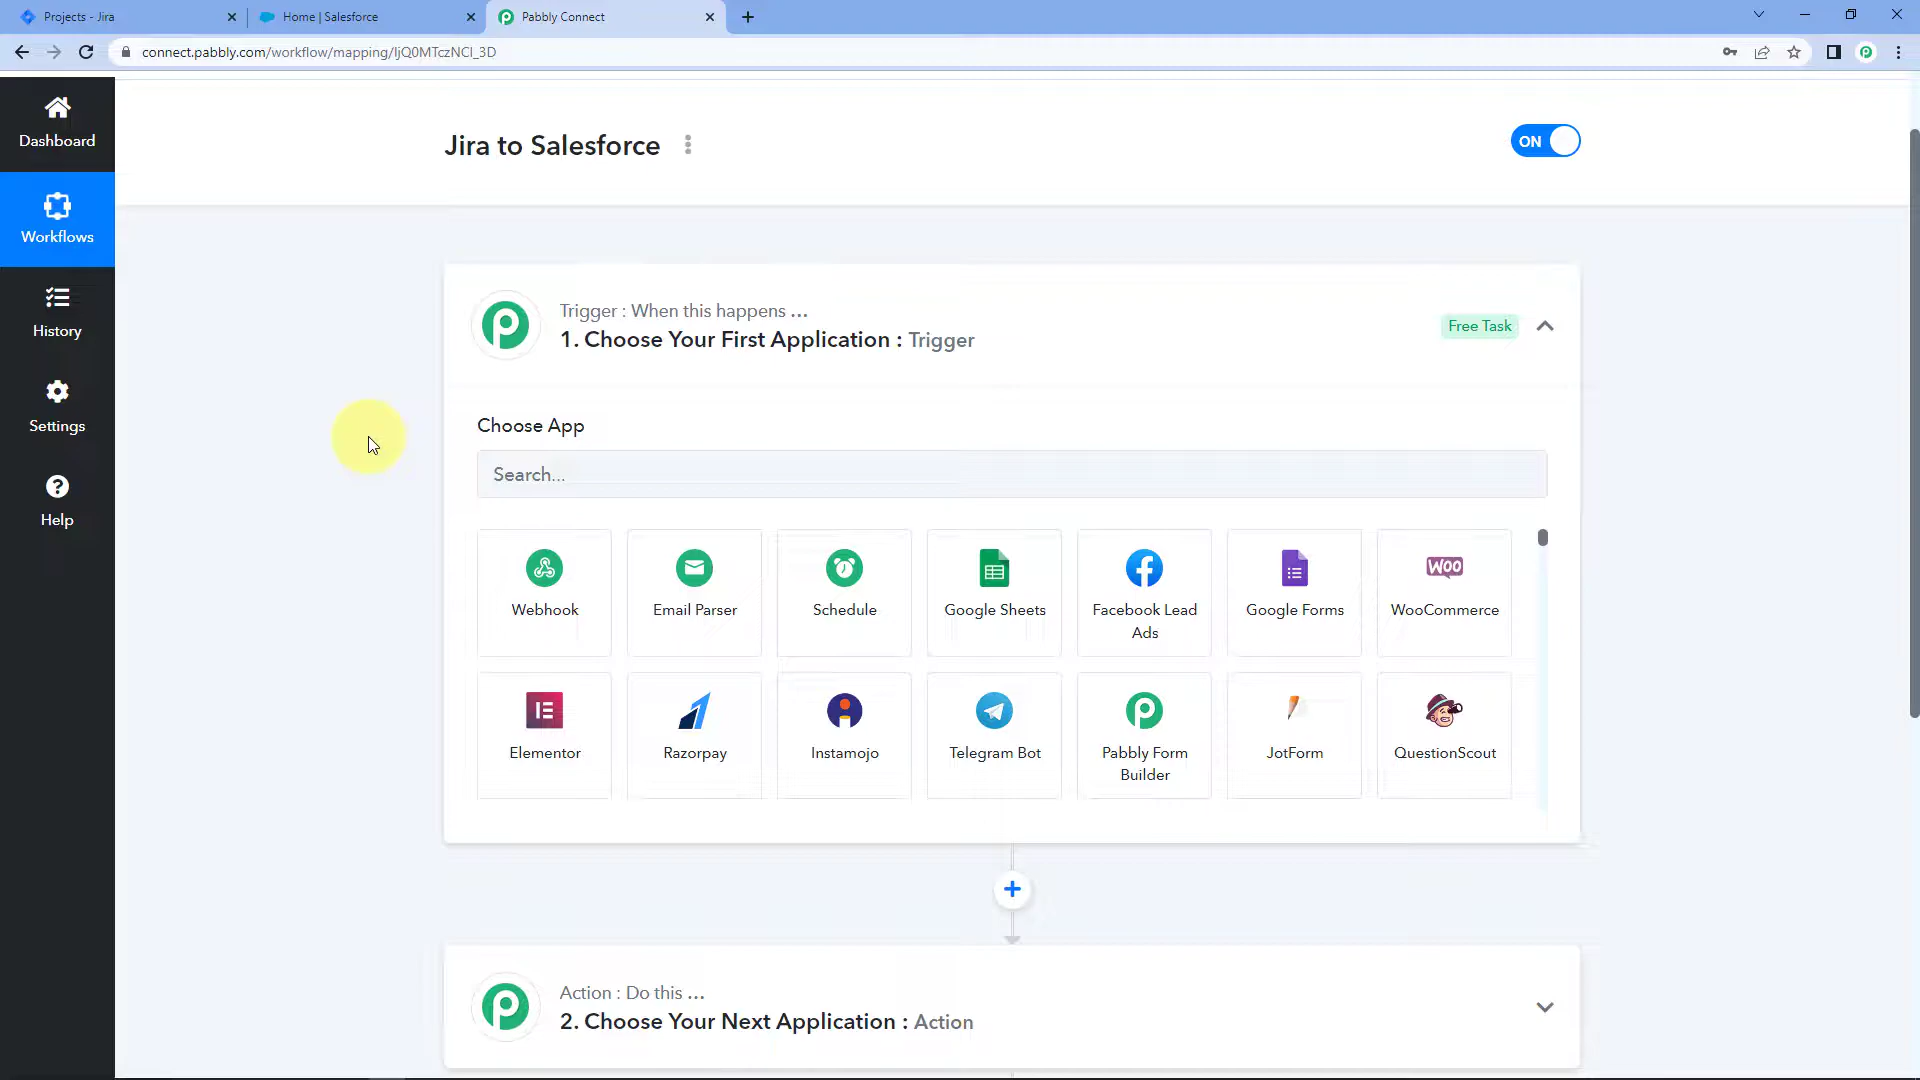 Projects - Jira
Home | Salesforce
Pabbly Connect
connect.pabbly.com/workflow/mapping/IjQ0MTczNCI_3D
Dashboard
Workflows
History
Settings
Help
Jira to Salesforce
ON
Trigger : When this happens ...
1. Choose Your First Application : Trigger
Free Task
Choose App
Search...
Webhook
Email Parser
Schedule
Google Sheets
Facebook Lead
Ads
Google Forms
WOO
WooCommerce
Elementor
Razorpay
Instamojo
Telegram Bot
Pabbly Form
Builder
JotForm
QuestionScout
Action : Do this ...
2. Choose Your Next Application : Action